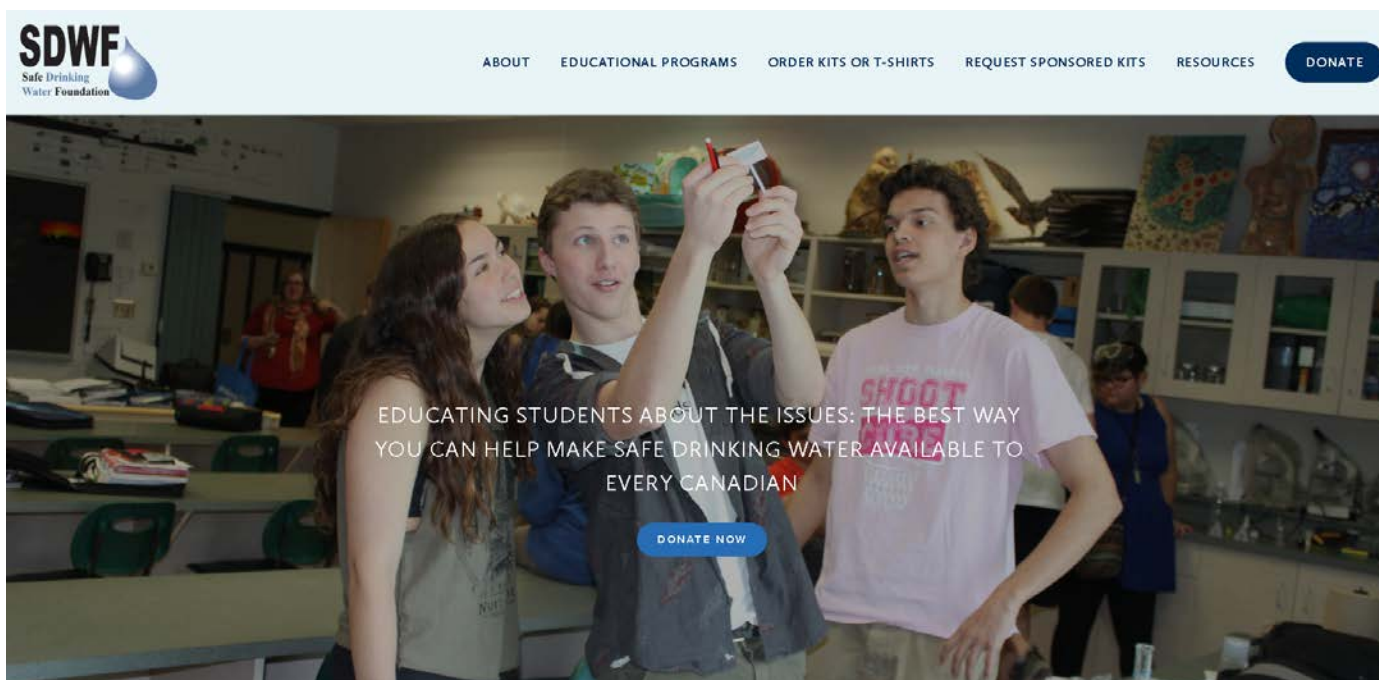 SDWF
Safe Drinking
Water Foundation
ABOUT
EDUCATIONAL PROGRAMS
ORDER KITS OR T-SHIRTS
REQUEST SPONSORED KITS
RESOURCES
DONATE
SHOOT
EDUCATING STUDENTS ABOUT THE ISSUES: THE BEST WAY
YOU CAN HELP MAKE SAFE DRINKING WATER AVAILABLE TO
EVERY CANADIAN
DONATE NOW